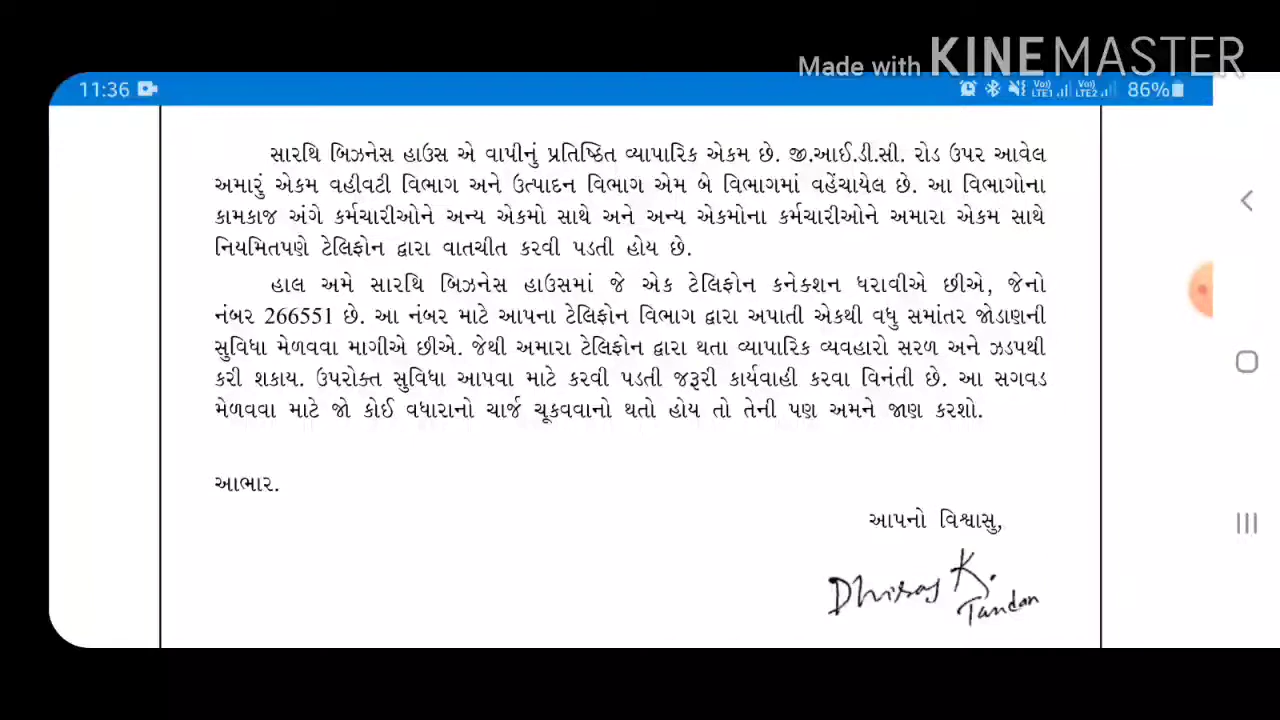 Made with KINEMASTER
11:36 86%
સારથિ બિઝનેસ હાઉસ એ વાપીનું પ્રતિષ્ઠિત વ્યાપારિક એકમ છે. જી.આઈ.ડી.સી. રોડ ઉપર આવેલ
અમારું એકમ વહીવટી વિભાગ અને ઉત્પાદન વિભાગ એમ બે વિભાગમાં વહેંચાયેલ છે. આ વિભાગોના
કામકાજ અંગે કર્મચારીઓને અન્ય એકમો સાથે અને અન્ય એકમોના કર્મચારીઓને અમારા એકમ સાથે
નિયમિતપણે ટેલિફોન દ્વારા વાતચીત કરવી પડતી હોય છે.
હાલ અમે સારથિ બિઝનેસ હાઉસમાં જે એક ટેલિફોન કનેક્શન ધરાવીએ છીએ, જેનો
નંબર 266551 છે. આ નંબર માટે આપના ટેલિફોન વિભાગ દ્વારા અપાતી એકથી વધુ સમાંતર જોડાણની
સુવિધા મેળવવા માગીએ છીએ. જેથી અમારા ટેલિફોન દ્વારા થતા વ્યાપારિક વ્યવહારો સરળ અને ઝડપથી
કરી શકાય. ઉપરોક્ત સુવિધા આપવા માટે કરવી પડતી જરૂરી કાર્યવાહી કરવા વિનંતી છે. આ સગવડ
મેળવવા માટે જો કોઈ વધારાનો ચાર્જ ચૂકવવાનો થતો હોય તો તેની પણ અમને જાણ કરશો.
આભાર.
આપનો વિશ્વાસુ,
Dhiraj K.
Tandan